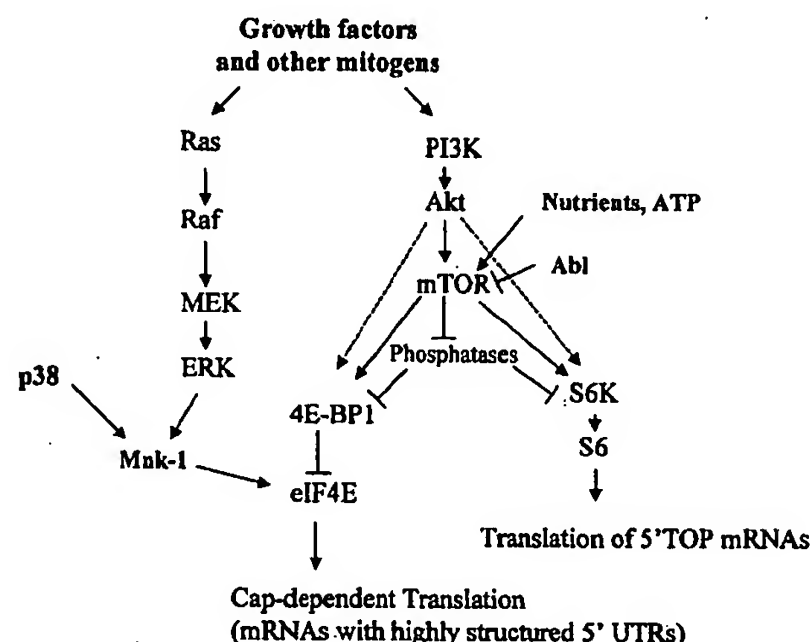 Growth factors
and other mitogens
Ras
PI3K
Raf
Akt
Nutrients, ATP
Abl
mTOR
MEK
Phosphatases
ERK
p38
S6K
4E-BP1
S6
Mnk-1
eIF4E
Translation of 5'TOP mRNAs
Cap-dependent Translation
(mRNAs with highly structured 5' UTRs)